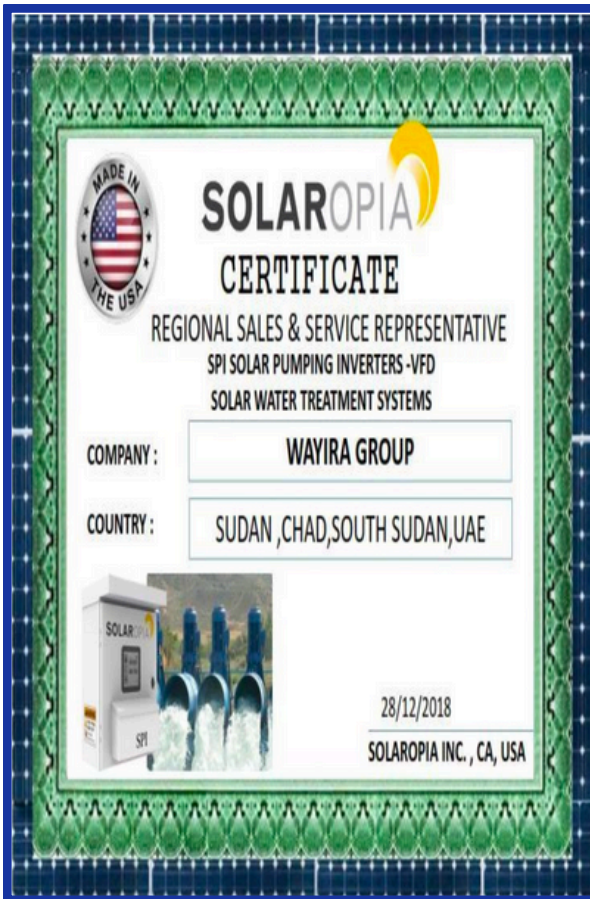 MADE IN
THE USA
SOLAROPIA
CERTIFICATE
REGIONAL SALES & SERVICE REPRESENTATIVE
SPI SOLAR PUMPING INVERTERS -VFD
SOLAR WATER TREATMENT SYSTEMS
COMPANY : WAYIRA GROUP
COUNTRY : SUDAN ,CHAD,SOUTH SUDAN,UAE
SOLAROPIA
SPI
28/12/2018
SOLAROPIA INC. , CA, USA